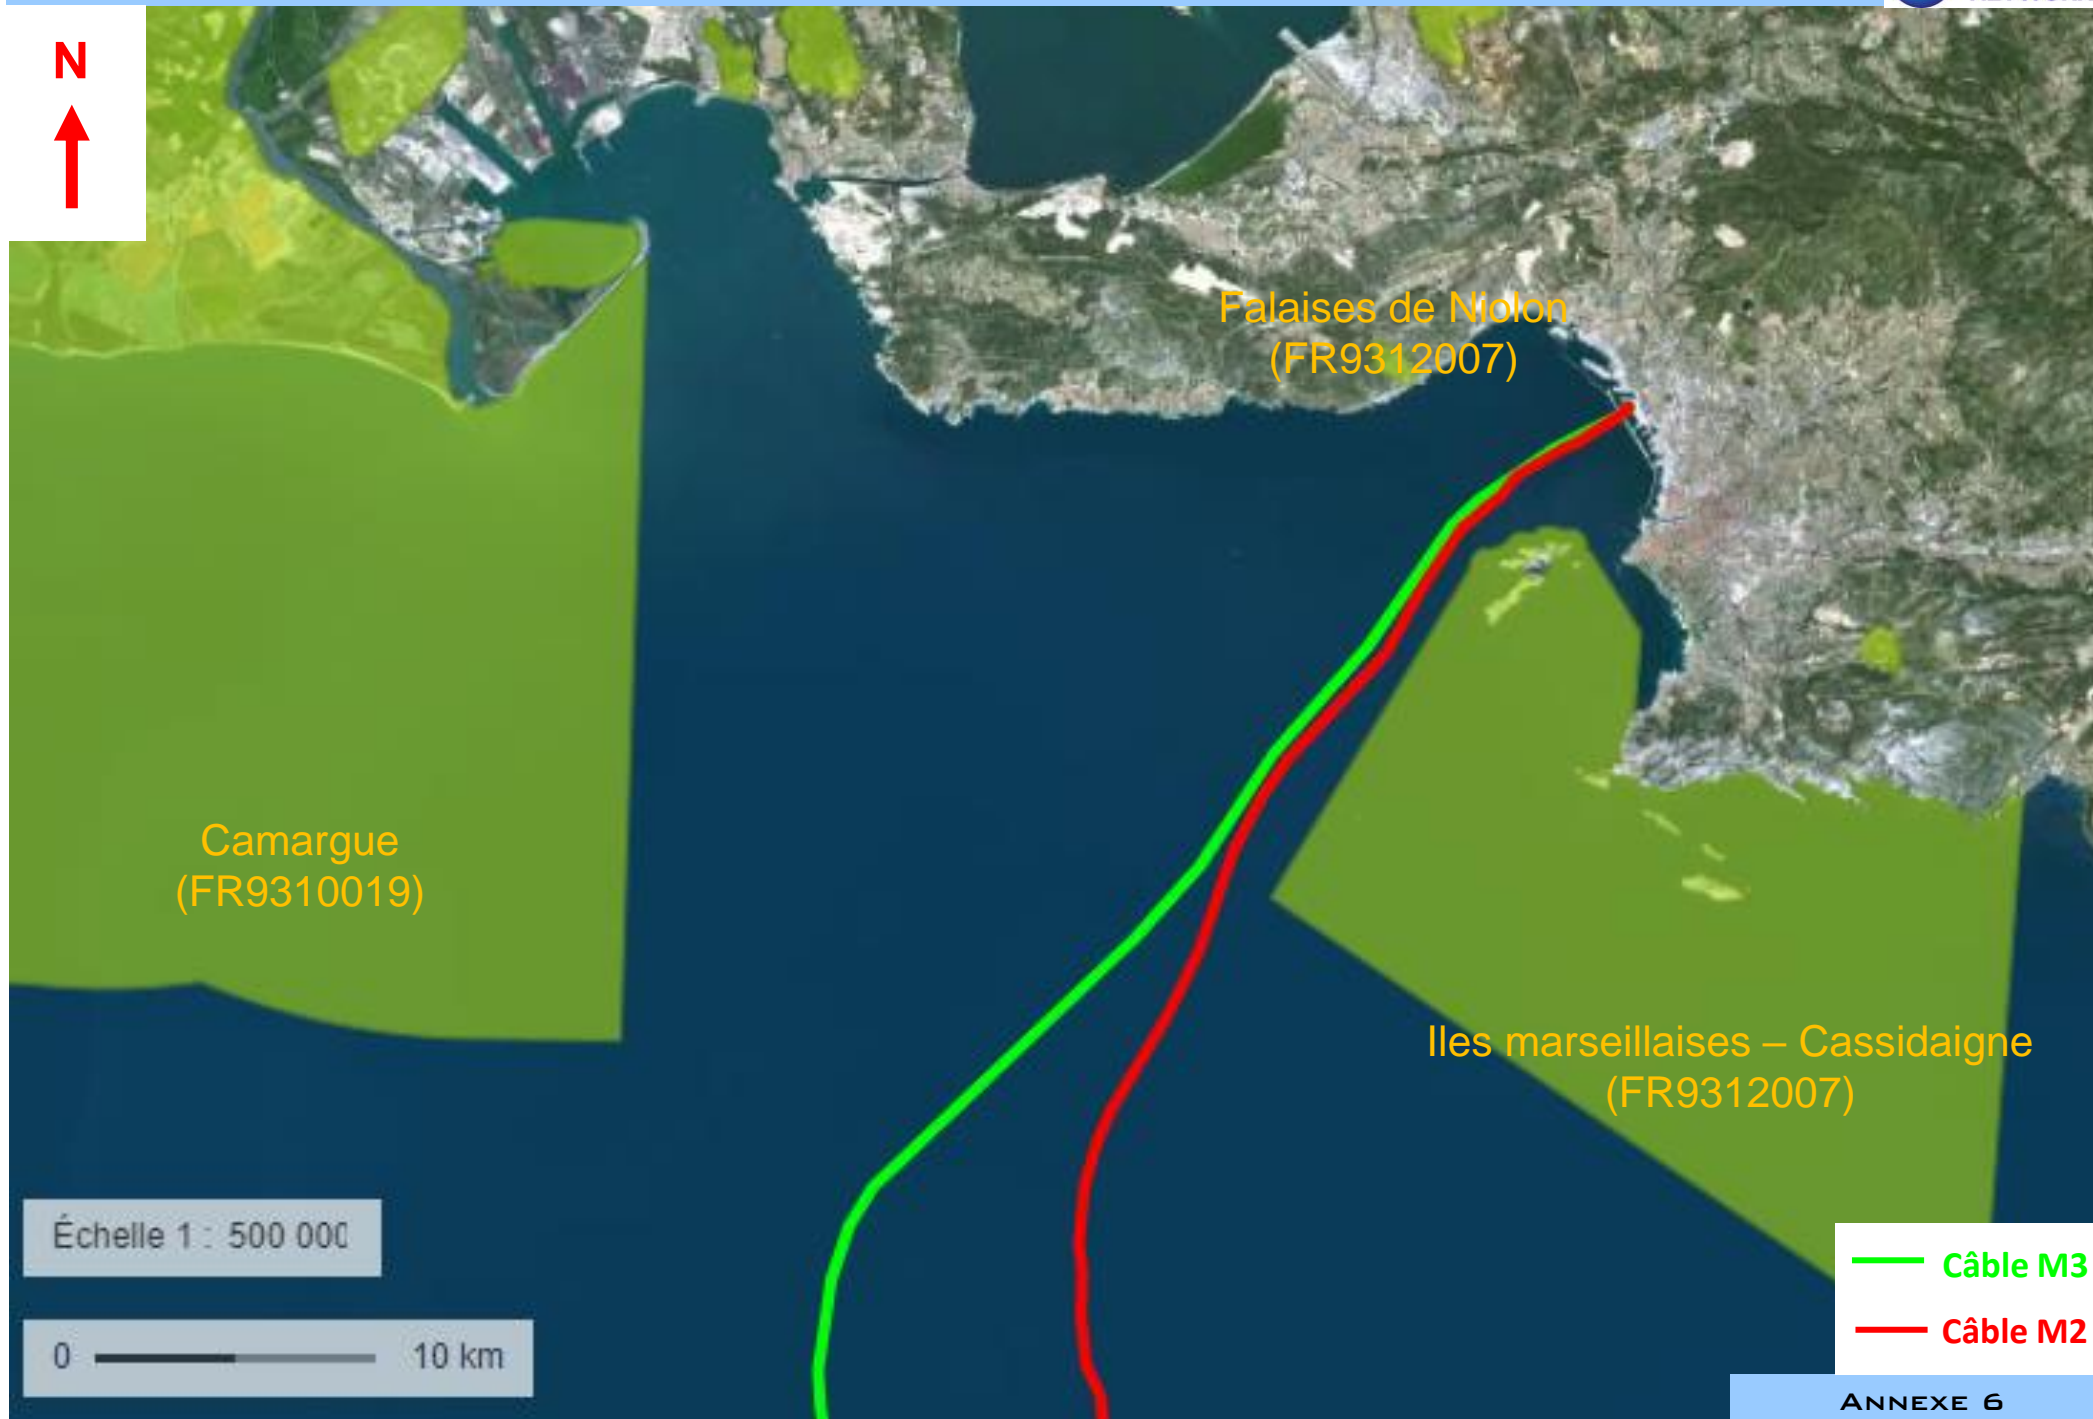 N
Falaises de Niolon
(FR9312007)
Camargue
(FR9310019)
Iles marseillaises – Cassidaigne
(FR9312007)
Échelle 1 : 500 000
0 10 km
Câble M3
Câble M2
ANNEXE 6